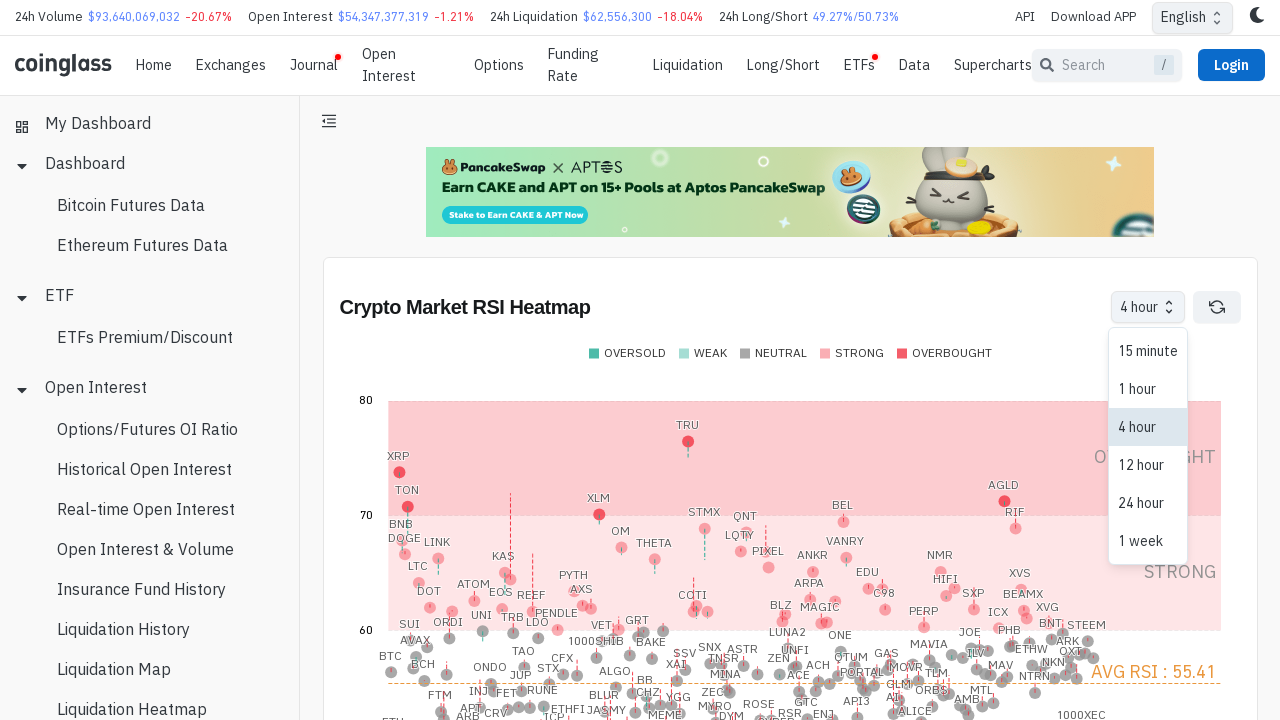 24h Volume $93,640,069,032 -20.67% Open Interest $54,347,377,319 -1.21% 24h Liquidation $62,556,300 -18.04% 24h Long/Short 49.27%/50.73% API Download APP English
coinglass Home Exchanges Journal Open Interest Options Funding Rate Liquidation Long/Short ETFs Data Supercharts Search / Login
My Dashboard
Dashboard
Bitcoin Futures Data
Ethereum Futures Data
ETF
ETFs Premium/Discount
Open Interest
Options/Futures OI Ratio
Historical Open Interest
Real-time Open Interest
Open Interest & Volume
Insurance Fund History
Liquidation History
Liquidation Map
Liquidation Heatmap
PancakeSwap × APTOS
Earn CAKE and APT on 15+ Pools at Aptos PancakeSwap
Stake to Earn CAKE & APT Now
Crypto Market RSI Heatmap
4 hour
15 minute
1 hour
4 hour
12 hour
24 hour
1 week
OVERSOLD WEAK NEUTRAL STRONG OVERBOUGHT
80
TRU
XRP
TON
AGLD
XLM
70
STMX QNT BEL RIF
BNB
DOGE LINK OM THETA LQTY PIXEL VANRY
KAS ANKR NMR
LTC PYTH EDU HIFI XVS
DOT ATOM EOS REEF AXS COTI ARPA C98 SXP BEAMX
UNI TRB LDO PENDLE BLZ MAGIC PERP ICX XVG
60
SUI ORDI VET GRT LUNA2 ONE JOE PHB BNT STEEM
AVAX 1000SHIB BAKE MAVIA ETHW ARK
BTC BCH TAO CFX SSV SNX ASTR UNFI GAS ILV OXT
ONDO STX ALGO XAI INSR ZEN ACH QTUM MOVR MAV NKN
JUP MINA ACE PORTAL TLM NTRN
AVG RSI : 55.41
FTM INJ FET RUNE BLUR CHZ YGG ZEC GLM ORBS MTL
APT CRV ETHFI JASMY MEME MYRO ROSE GTC API3 ALICE AMB
ARB ICP DYM RSR ENJ 1000XEC
STRONG